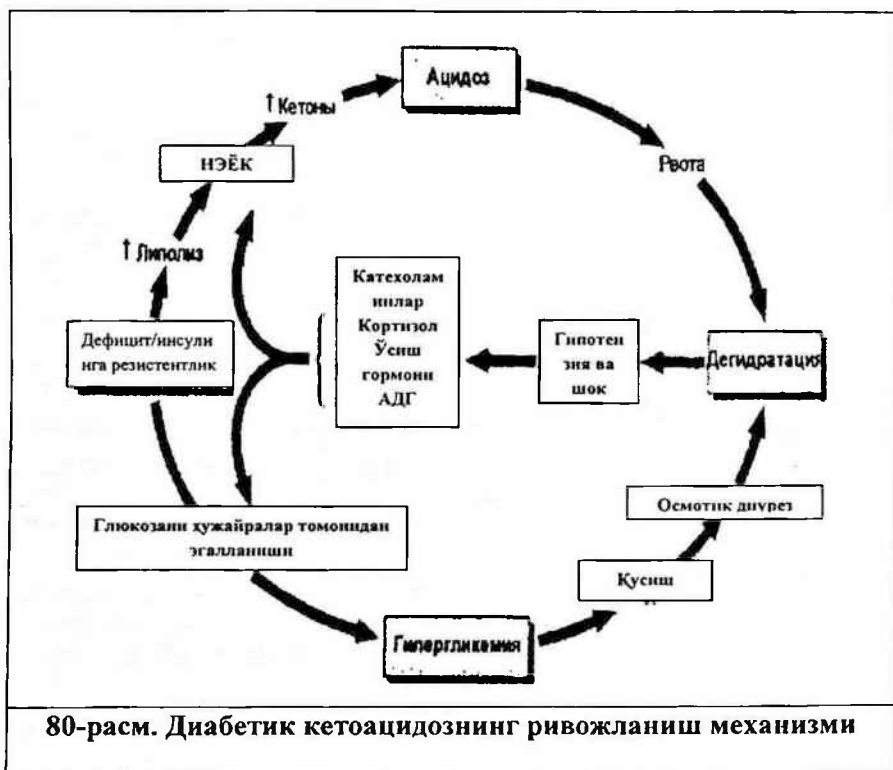 Ацидоз
↑ Кетоны
НЭЁК
Рвота
↑ Липолиз
Катехолам
инлар
Кортизол
Ўсиш
гормони
АДГ
Дефицит/инсули
нга резистентлик
Гипотен
зия ва
шок
Дегидратация
Осмотик диурез
Глюкозани ҳужайралар томонидан
эгалланиши
Қусиш
Гипергликемия
80-расм. Диабетик кетоацидознинг ривожланиш механизми